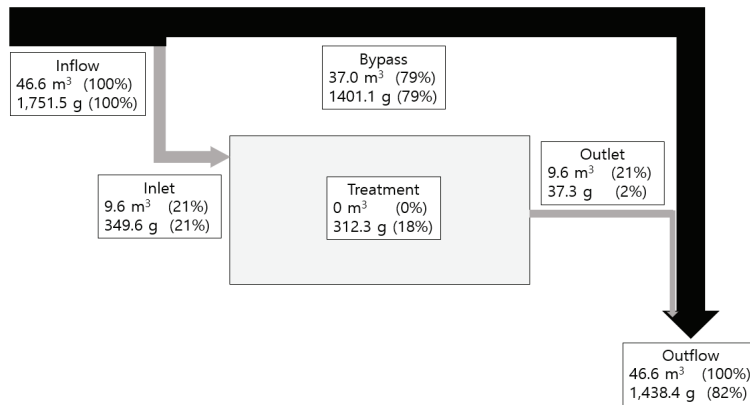 Inflow
46.6 m³ (100%)
1,751.5 g (100%)
Bypass
37.0 m³ (79%)
1401.1 g (79%)
Inlet
9.6 m³ (21%)
349.6 g (21%)
Treatment
0 m³ (0%)
312.3 g (18%)
Outlet
9.6 m³ (21%)
37.3 g (2%)
Outflow
46.6 m³ (100%)
1,438.4 g (82%)